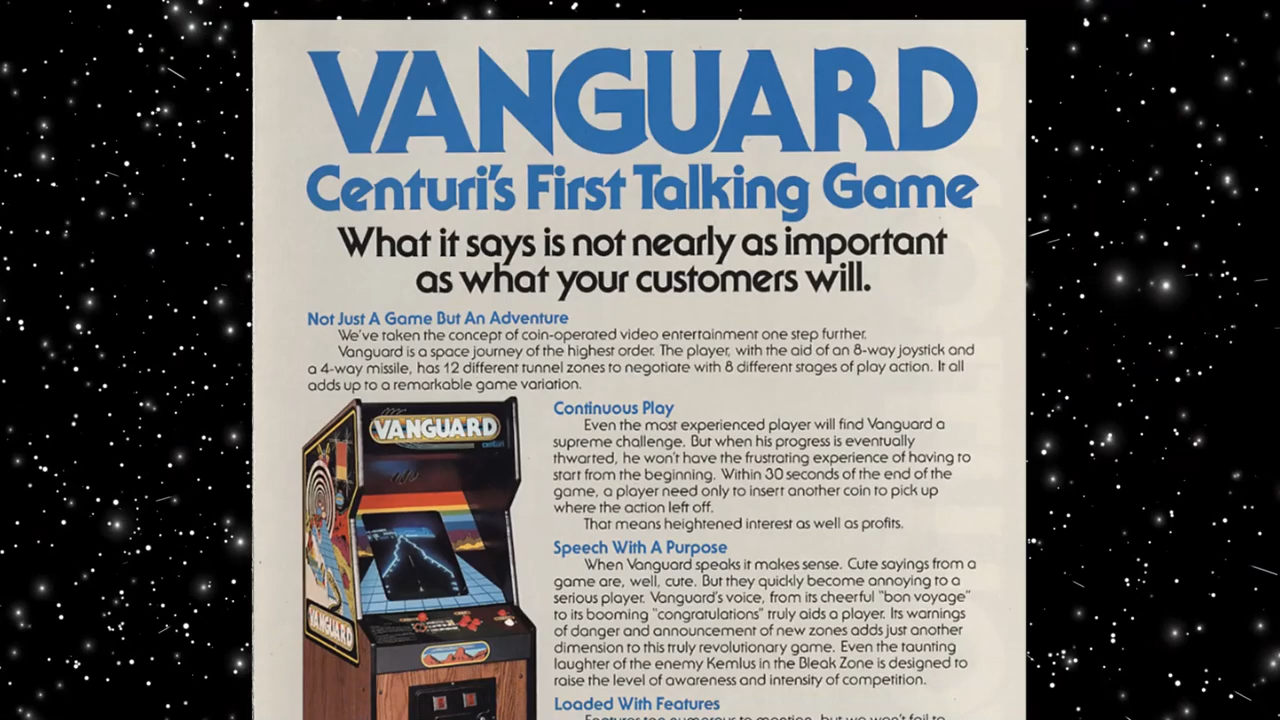 VANGUARD
Centuri's First Talking Game
What it says is not nearly as important
as what your customers will.
Not Just A Game But An Adventure
We've taken the concept of coin-operated video entertainment one step further.
Vanguard is a space journey of the highest order. The player, with the aid of an 8-way joystick and
a 4-way missile, has 12 different tunnel zones to negotiate with 8 different stages of play action. It all
adds up to a remarkable game variation.
VANGUARD
centuri
VANGUARD
Continuous Play
Even the most experienced player will find Vanguard a
supreme challenge. But when his progress is eventually
thwarted, he won't have the frustrating experience of having to
start from the beginning. Within 30 seconds of the end of the
game, a player need only to insert another coin to pick up
where the action left off.
That means heightened interest as well as profits.
Speech With A Purpose
When Vanguard speaks it makes sense. Cute sayings from a
game are, well, cute. But they quickly become annoying to a
serious player. Vanguard's voice, from its cheerful "bon voyage"
to its booming "congratulations" truly aids a player. Its warnings
of danger and announcement of new zones adds just another
dimension to this truly revolutionary game. Even the taunting
laughter of the enemy Kemlus in the Bleak Zone is designed to
raise the level of awareness and intensity of competition.
Loaded With Features
Features too numerous to mention, but we won't fail to